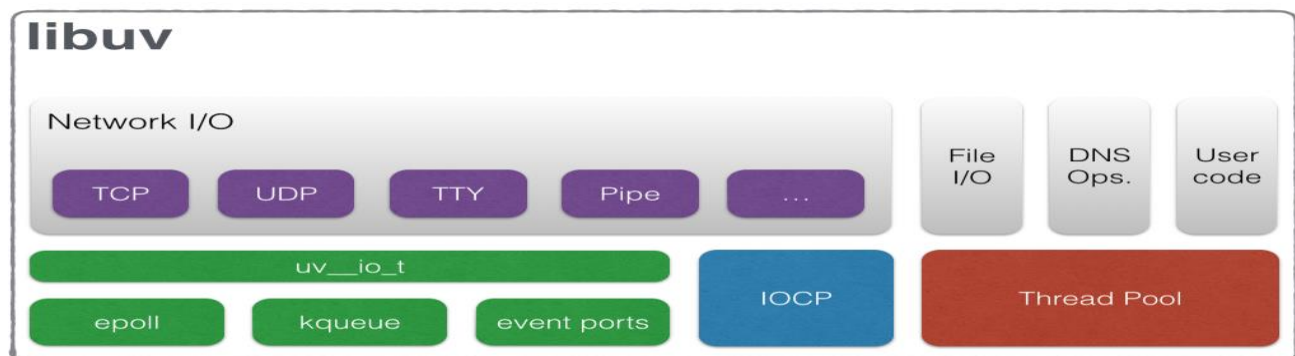 libuv
Network I/O
TCP UDP TTY Pipe ...
File
I/O
DNS
Ops.
User
code
uv__io_t
epoll kqueue event ports
IOCP
Thread Pool